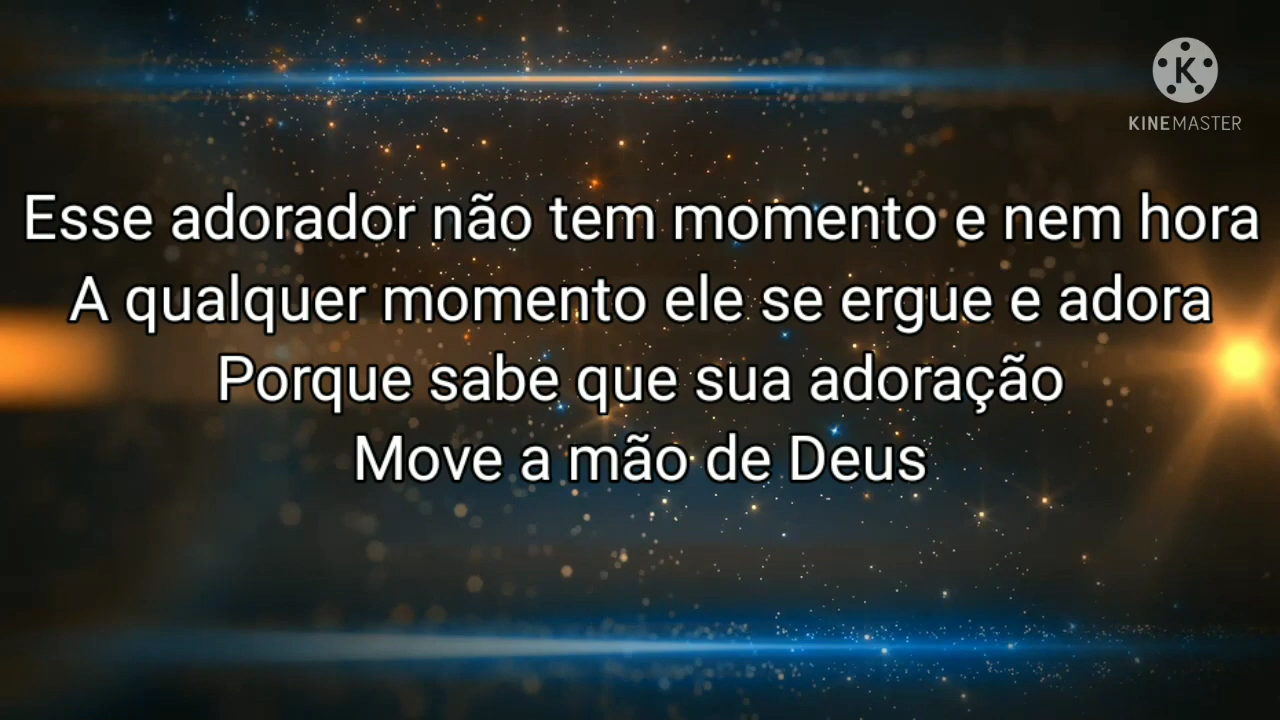 K
KINEMASTER
Esse adorador não tem momento e nem hora
A qualquer momento ele se ergue e adora
Porque sabe que sua adoração
Move a mão de Deus